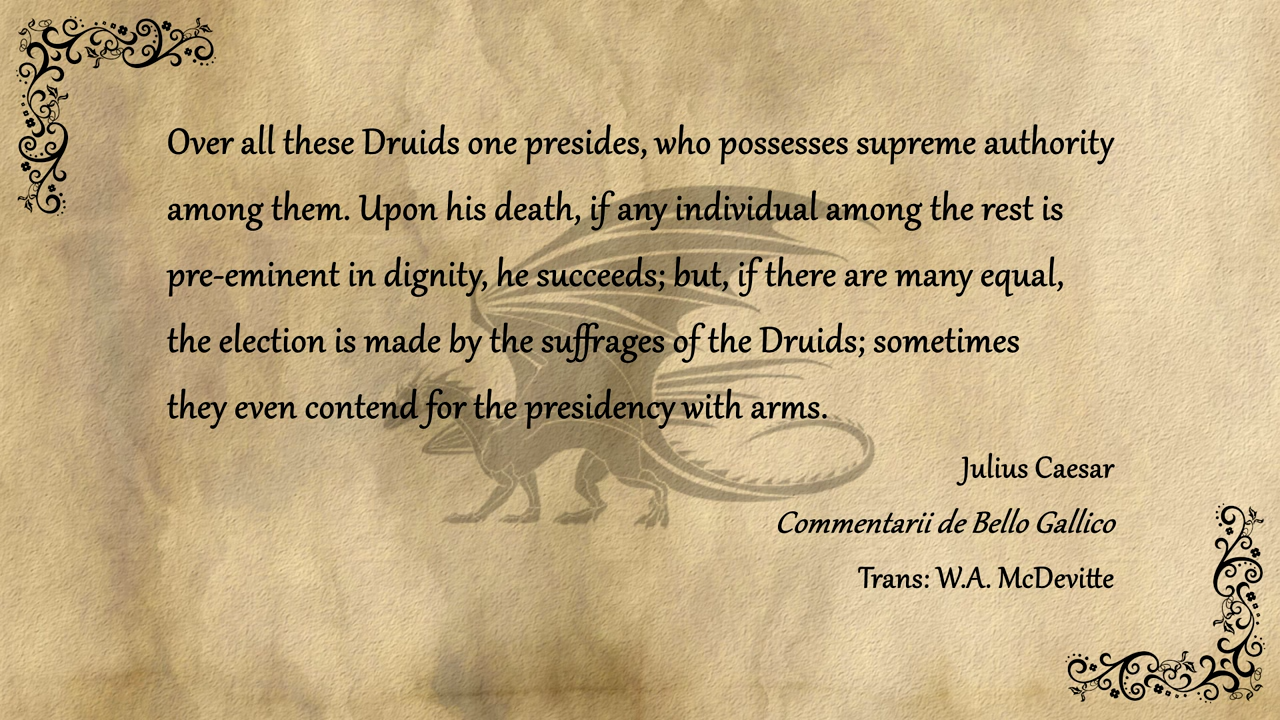 Over all these Druids one presides, who possesses supreme authority
among them. Upon his death, if any individual among the rest is
pre-eminent in dignity, he succeeds; but, if there are many equal,
the election is made by the suffrages of the Druids; sometimes
they even contend for the presidency with arms.
Julius Caesar
Commentarii de Bello Gallico
Trans: W.A. McDevitte